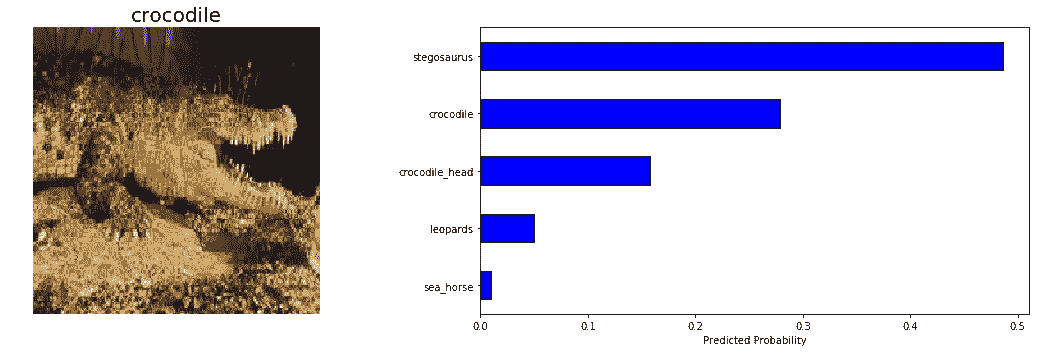 crocodile
stegosaurus
crocodile
crocodile_head
leopards
sea_horse
0.0 0.1 0.2 0.3 0.4 0.5
Predicted Probability